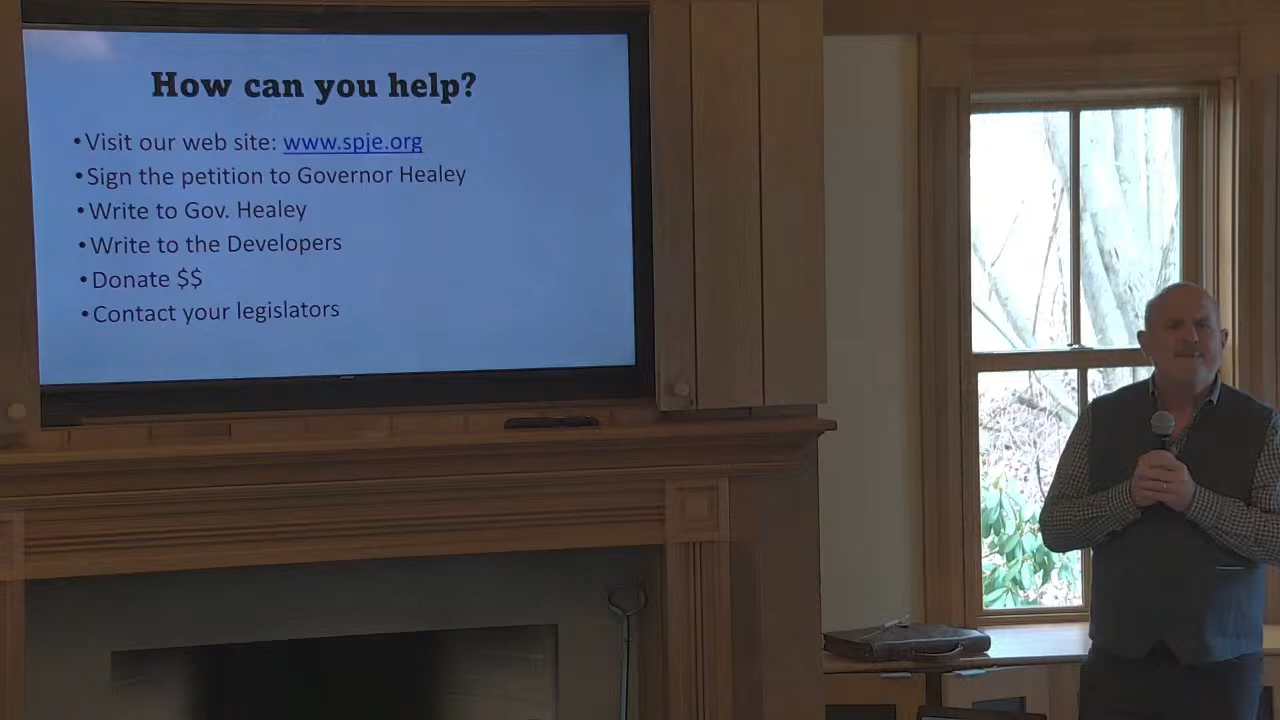 How can you help?
•Visit our web site: www.spje.org
•Sign the petition to Governor Healey
•Write to Gov. Healey
•Write to the Developers
•Donate $$
•Contact your legislators